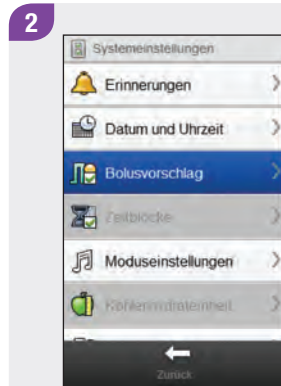 2
Systemeinstellungen
Erinnerungen
Datum und Uhrzeit
Bolusvorschlag
Zeitblöcke
Moduseinstellungen
Kohlenhydrateinheit
Zurück